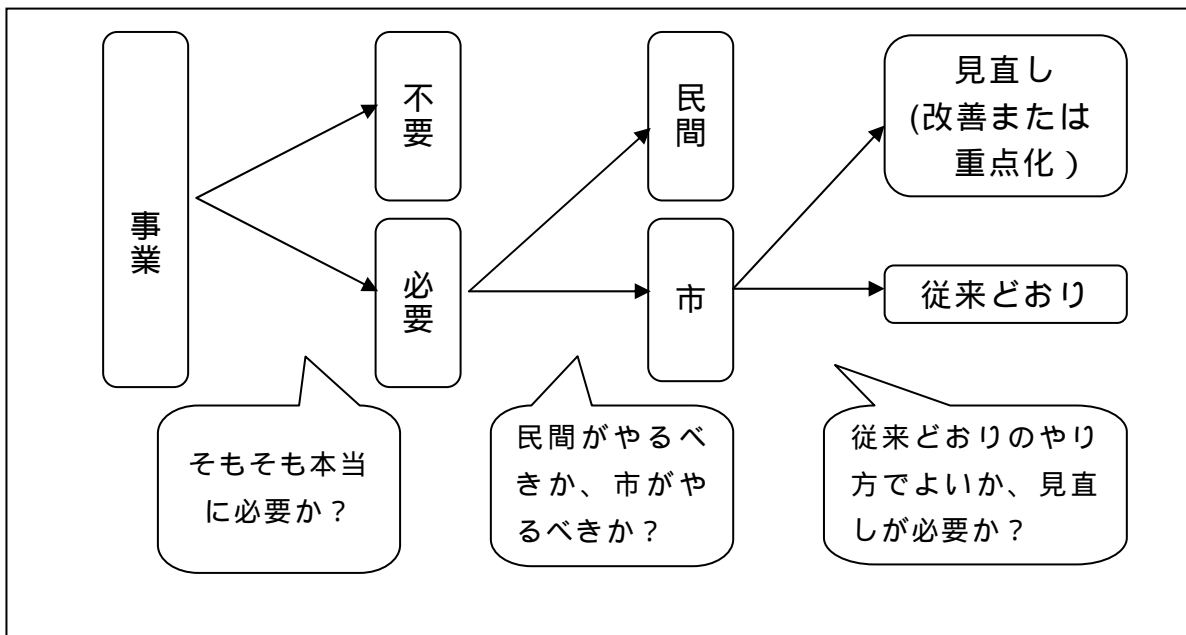 事業
不要
必要
民間
市
見直し
(改善または
重点化）
従来どおり
そもそも本当
に必要か？
民間がやるべ
きか、市がや
るべきか？
従来どおりのやり
方でよいか、見直
しが必要か？